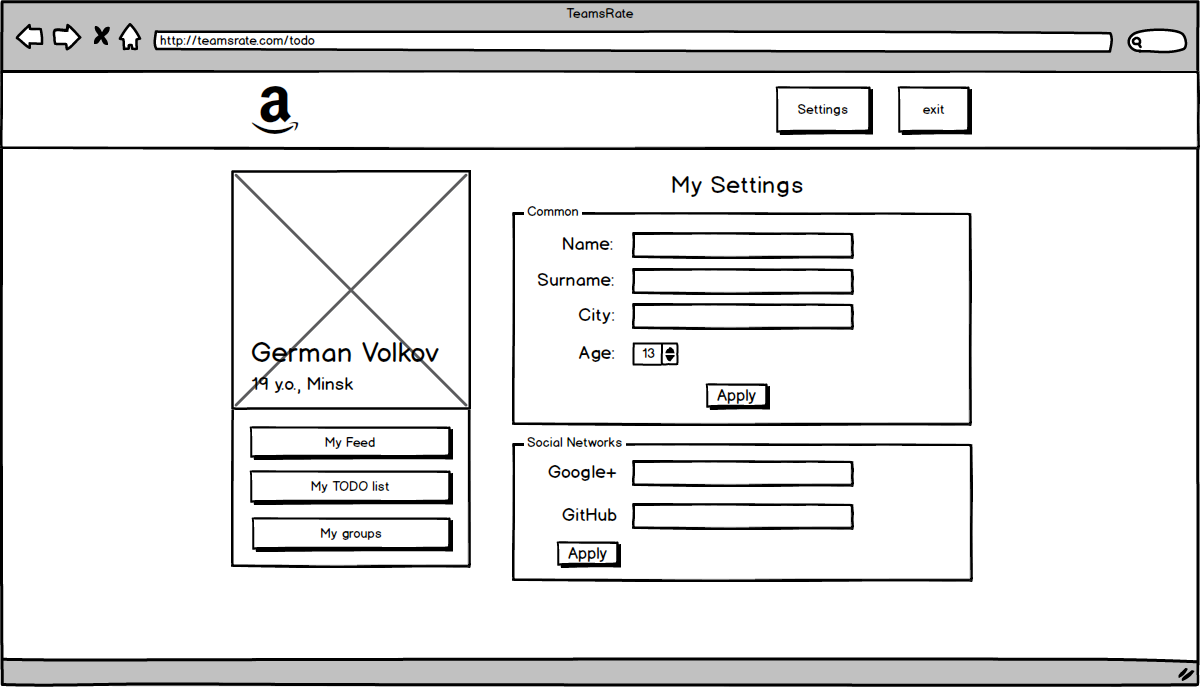 TeamsRate
http://teamsrate.com/todo
a
Settings
exit
German Volkov
19 y.o., Minsk
My Feed
My TODO list
My groups
My Settings
Common
Name:
Surname:
City:
Age: 13
Apply
Social Networks
Google+
GitHub
Apply